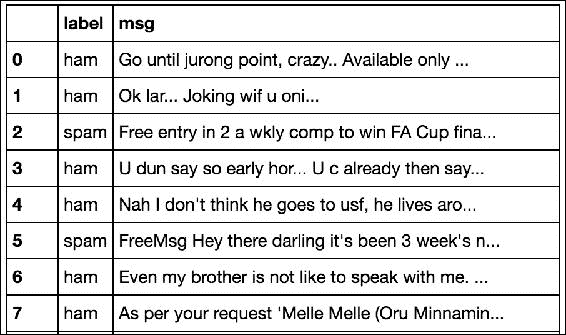 label msg
0 ham Go until jurong point, crazy.. Available only ...
1 ham Ok lar... Joking wif u oni...
2 spam Free entry in 2 a wkly comp to win FA Cup fina...
3 ham U dun say so early hor... U c already then say...
4 ham Nah I don't think he goes to usf, he lives aro...
5 spam FreeMsg Hey there darling it's been 3 week's n...
6 ham Even my brother is not like to speak with me. ...
7 ham As per your request 'Melle Melle (Oru Minnamin...